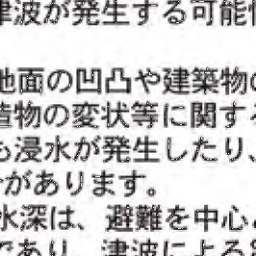 津波が発生する可能
地面の凹凸や建築物の
造物の変状等に関する
も浸水が発生したり、
があります。
水深は、避難を中心と
であり、津波による